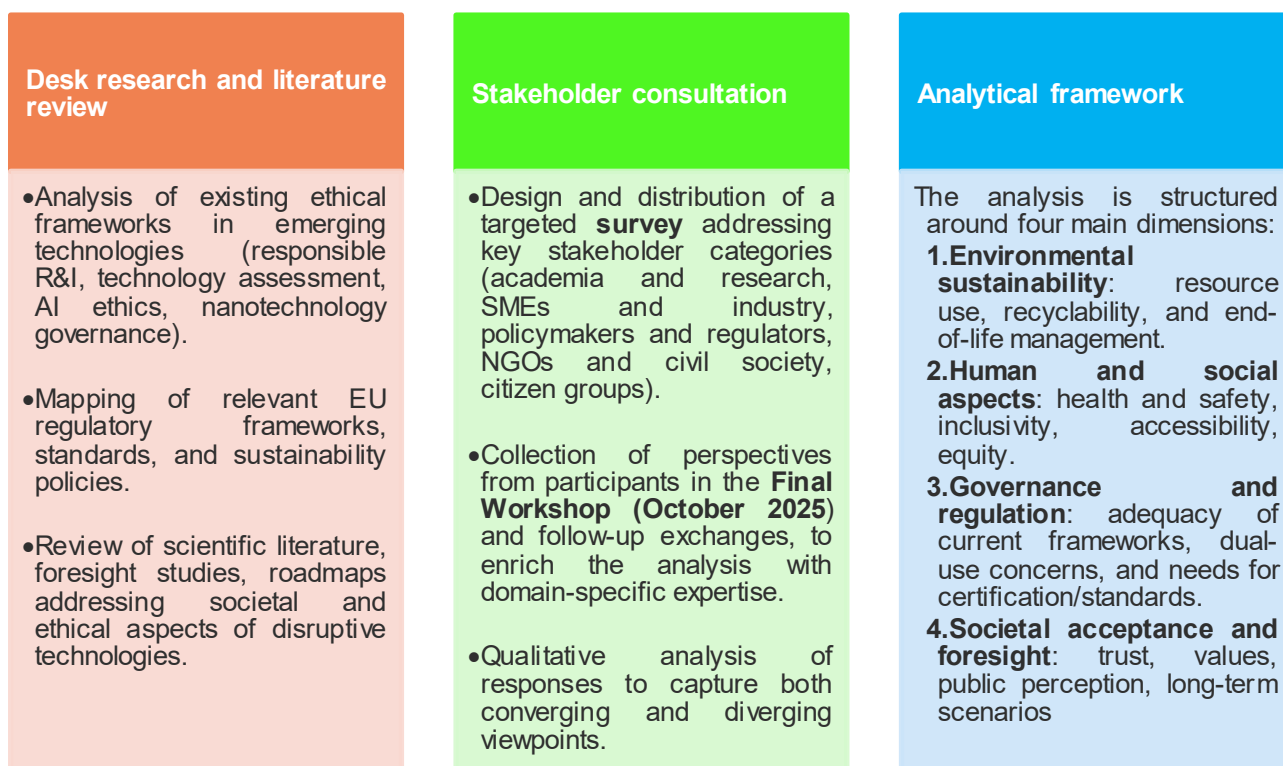 Desk research and literature
review
•Analysis of existing ethical
frameworks in emerging
technologies (responsible
R&I, technology assessment,
AI ethics, nanotechnology
governance).
•Mapping of relevant EU
regulatory frameworks,
standards, and sustainability
policies.
•Review of scientific literature,
foresight studies, roadmaps
addressing societal and
ethical aspects of disruptive
technologies.
Stakeholder consultation
•Design and distribution of a
targeted survey addressing
key stakeholder categories
(academia and research,
SMEs and industry,
policymakers and regulators,
NGOs and civil society,
citizen groups).
•Collection of perspectives
from participants in the Final
Workshop (October 2025)
and follow-up exchanges, to
enrich the analysis with
domain-specific expertise.
•Qualitative analysis of
responses to capture both
converging and diverging
viewpoints.
Analytical framework
The analysis is structured
around four main dimensions:
1.Environmental
sustainability: resource
use, recyclability, and end-
of-life management.
2.Human and social
aspects: health and safety,
inclusivity, accessibility,
equity.
3.Governance and
regulation: adequacy of
current frameworks, dual-
use concerns, and needs for
certification/standards.
4.Societal acceptance and
foresight: trust, values,
public perception, long-term
scenarios